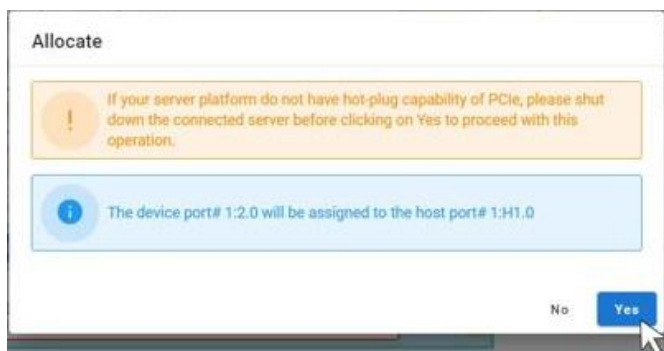 Allocate
If your server platform do not have hot-plug capability of PCIe, please shut
down the connected server before clicking on Yes to proceed with this
operation.
The device port# 1:2.0 will be assigned to the host port# 1:H1.0
No Yes